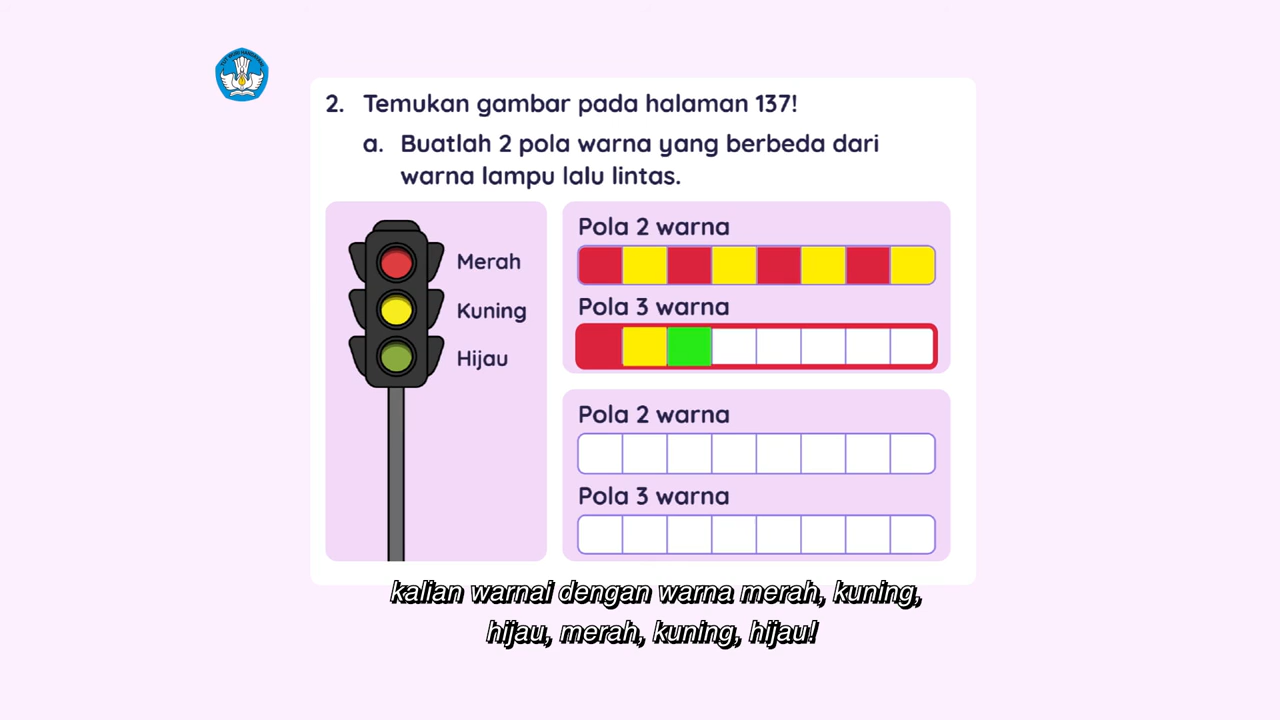 2. Temukan gambar pada halaman 137!
a. Buatlah 2 pola warna yang berbeda dari
warna lampu lalu lintas.
Merah
Kuning
Hijau
Pola 2 warna
Pola 3 warna
Pola 2 warna
Pola 3 warna
kalian warnai dengan warna merah, kuning,
hijau, merah, kuning, hijau!